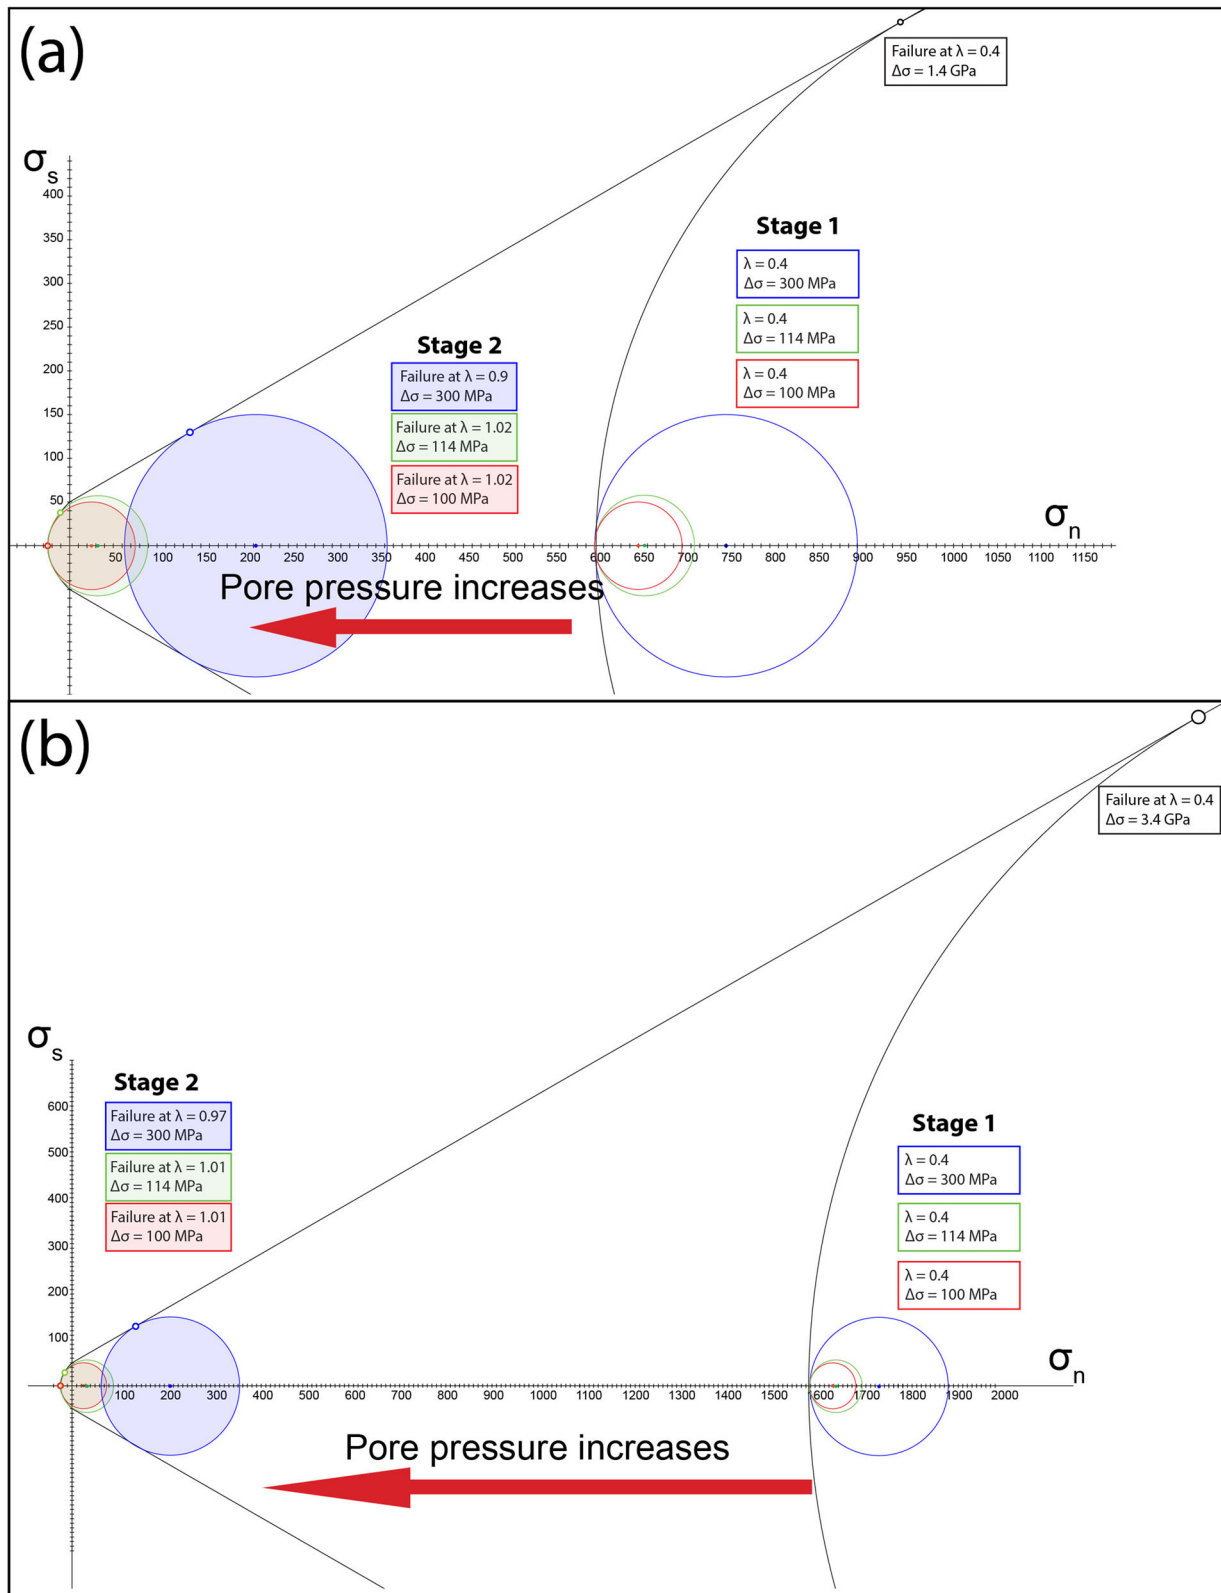 (a)
Failure at λ = 0.4
Δσ = 1.4 GPa
σs
400
350
300
250
200
150
100
50
Stage 1
λ = 0.4
Δσ = 300 MPa
λ = 0.4
Δσ = 114 MPa
λ = 0.4
Δσ = 100 MPa
Stage 2
Failure at λ = 0.9
Δσ = 300 MPa
Failure at λ = 1.02
Δσ = 114 MPa
Failure at λ = 1.02
Δσ = 100 MPa
σn
50 100 150 200 250 300 350 400 450 500 550 600 650 700 750 800 850 900 950 1000 1050 1100 1150
Pore pressure increases
(b)
Failure at λ = 0.4
Δσ = 3.4 GPa
σs
600
500
400
300
200
100
Stage 2
Failure at λ = 0.97
Δσ = 300 MPa
Failure at λ = 1.01
Δσ = 114 MPa
Failure at λ = 1.01
Δσ = 100 MPa
Stage 1
λ = 0.4
Δσ = 300 MPa
λ = 0.4
Δσ = 114 MPa
λ = 0.4
Δσ = 100 MPa
σn
100 200 300 400 500 600 700 800 900 1000 1100 1200 1300 1400 1500 1600 1700 1800 1900 2000
Pore pressure increases